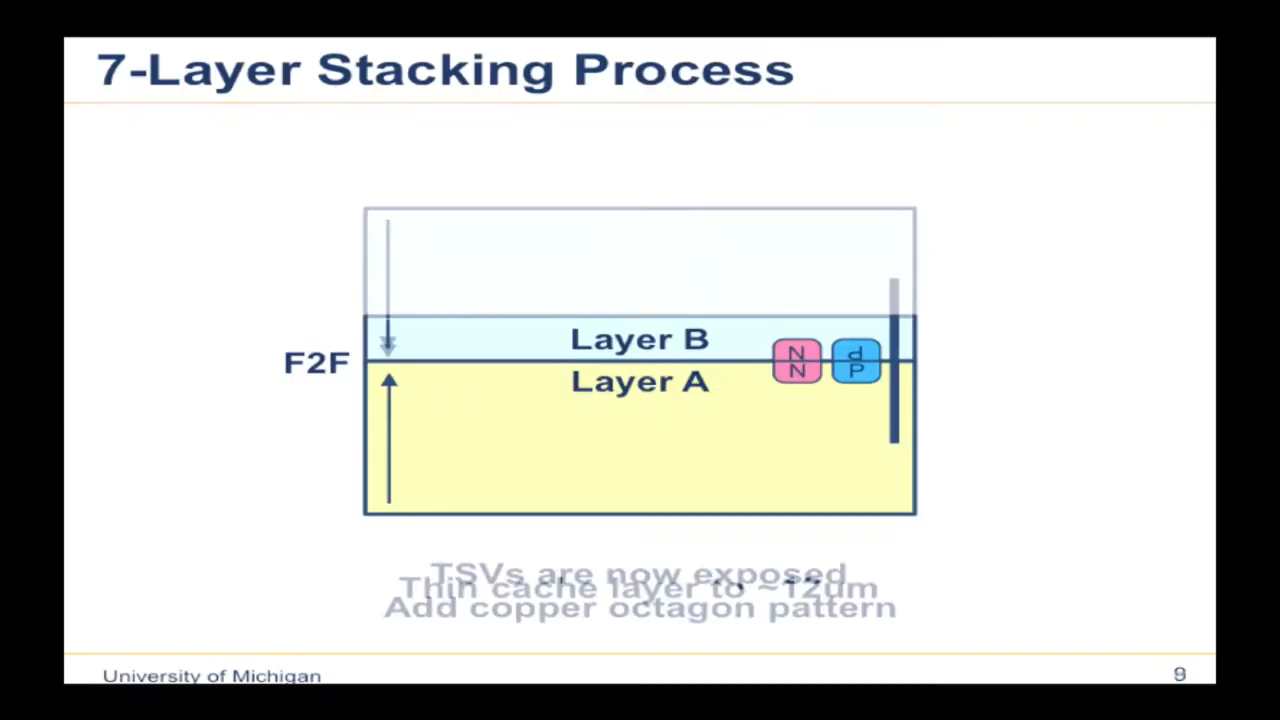 7-Layer Stacking Process
Layer B
F2F
N
P
N
P
Layer A
TSVs are now exposed
Thin cache layer to ~12um
Add copper octagon pattern
University of Michigan